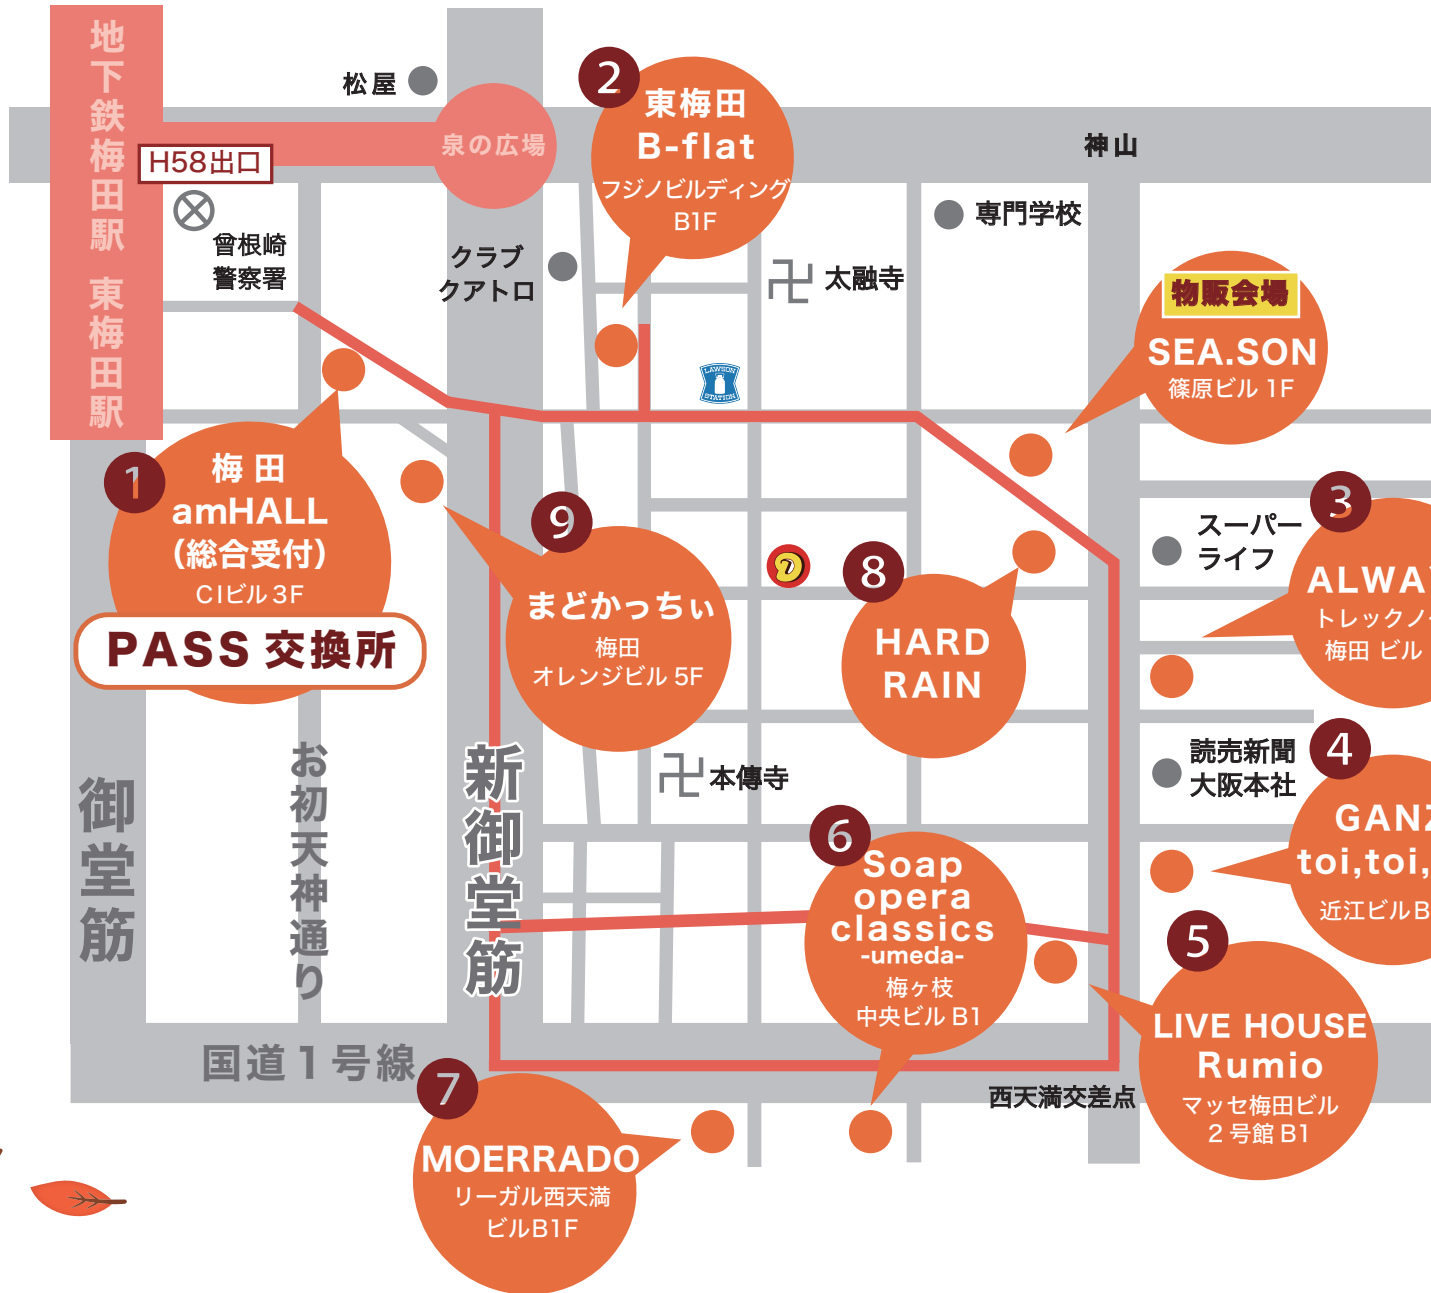 地下鉄梅田駅 東梅田駅
松屋
H58出口
泉の広場
曽根崎
警察署
クラブ
クアトロ
2
東梅田
B-flat
フジノビルディング
B1F
神山
専門学校
太融寺
LAWSON
STATION
物販会場
SEA.SON
篠原ビル 1F
1
梅田
amHALL
(総合受付)
CIビル 3F
PASS 交換所
9
まどかっちぃ
梅田
オレンジビル 5F
8
HARD
RAIN
スーパー
ライフ
3
ALWA
トレックノ
梅田 ビル
読売新聞
大阪本社
4
GANZ
toi,toi,
近江ビルB
本傳寺
御堂筋
お初天神通り
新御堂筋
6
Soap
opera
classics
-umeda-
梅ヶ枝
中央ビル B1
5
LIVE HOUSE
Rumio
マッセ梅田ビル
2 号館 B1
国道1号線
西天満交差点
7
MOERRADO
リーガル西天満
ビルB1F